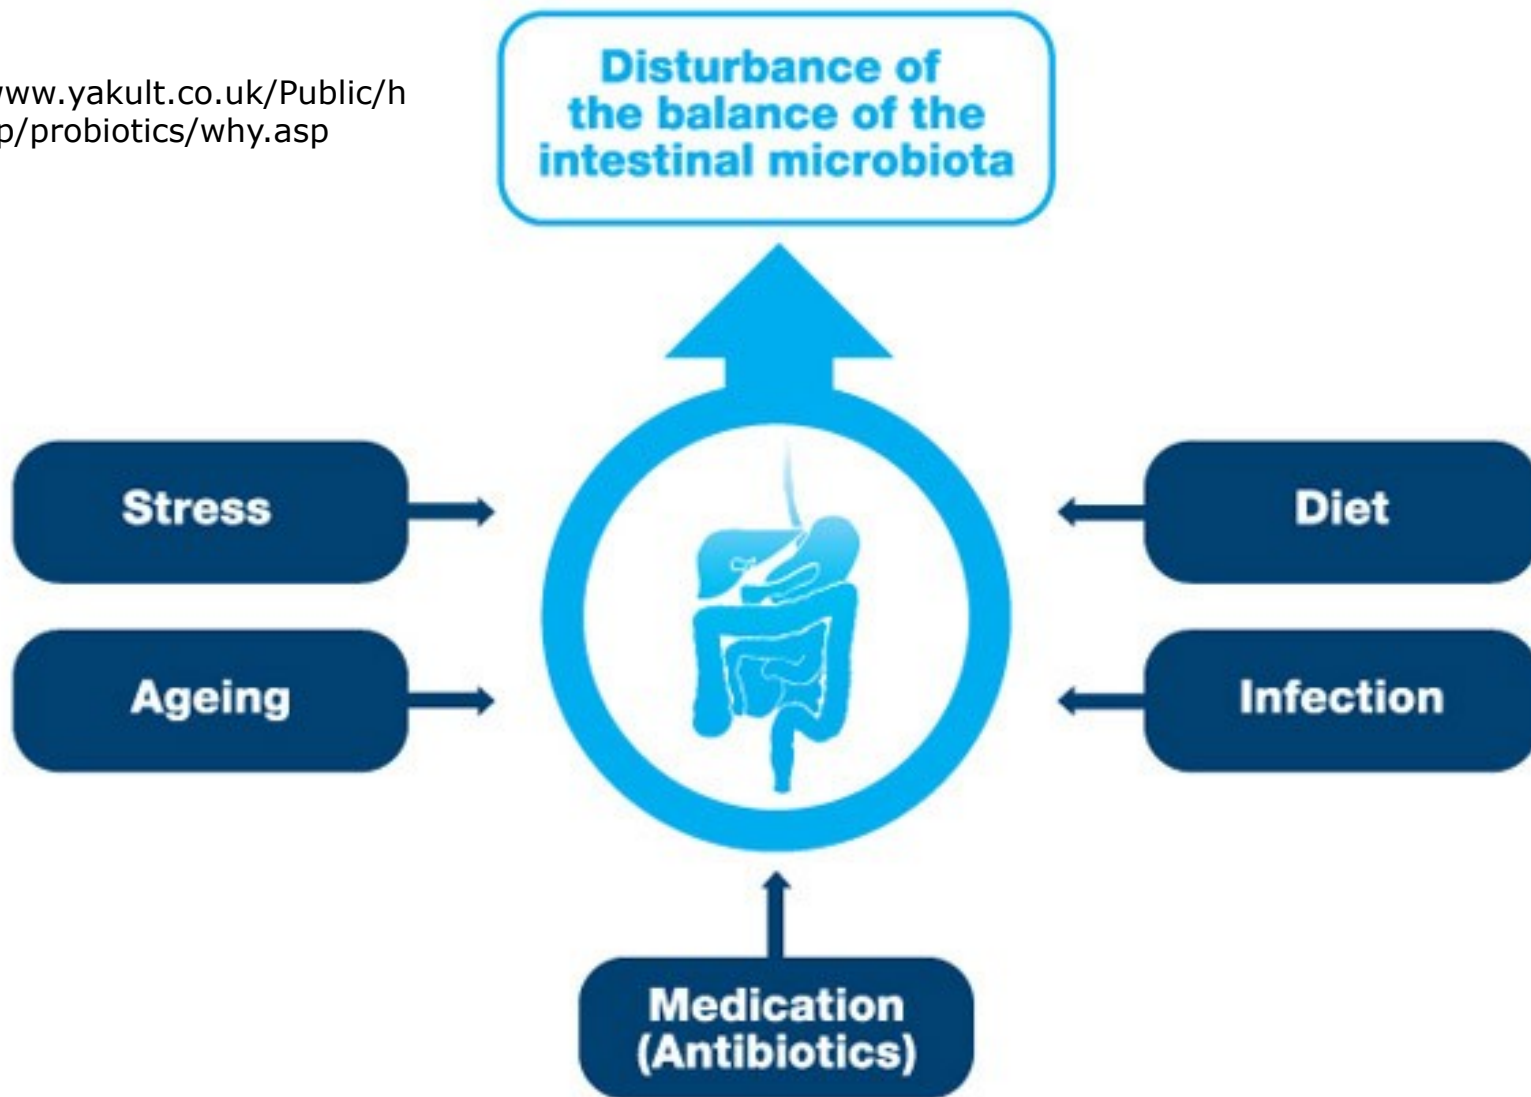 www.yakult.co.uk/Public/h
p/probiotics/why.asp
Disturbance of
the balance of the
intestinal microbiota
Stress
Diet
Ageing
Infection
Medication
(Antibiotics)